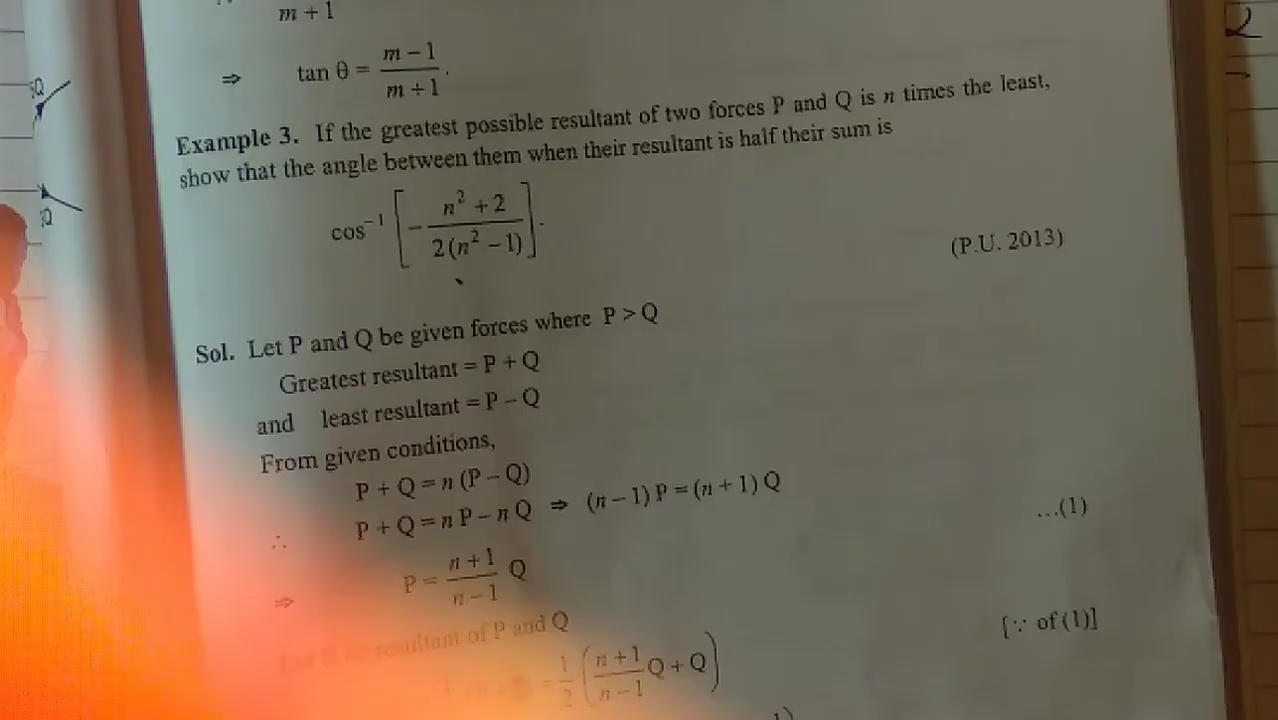 m + 1
⇒ tan θ = (m − 1)/(m + 1).
Example 3. If the greatest possible resultant of two forces P and Q is n times the least,
show that the angle between them when their resultant is half their sum is
cos⁻¹ [− (n² + 2)/(2(n² − 1))].
(P.U. 2013)
Sol. Let P and Q be given forces where P > Q
Greatest resultant = P + Q
and least resultant = P − Q
From given conditions,
P + Q = n (P − Q)
∴ P + Q = n P − n Q ⇒ (n − 1) P = (n + 1) Q ...(1)
⇒ P = (n + 1)/(n − 1) Q
resultant of P and Q
= 1/2 ((n + 1)/(n − 1) Q + Q) [∵ of (1)]
Q
Q
2